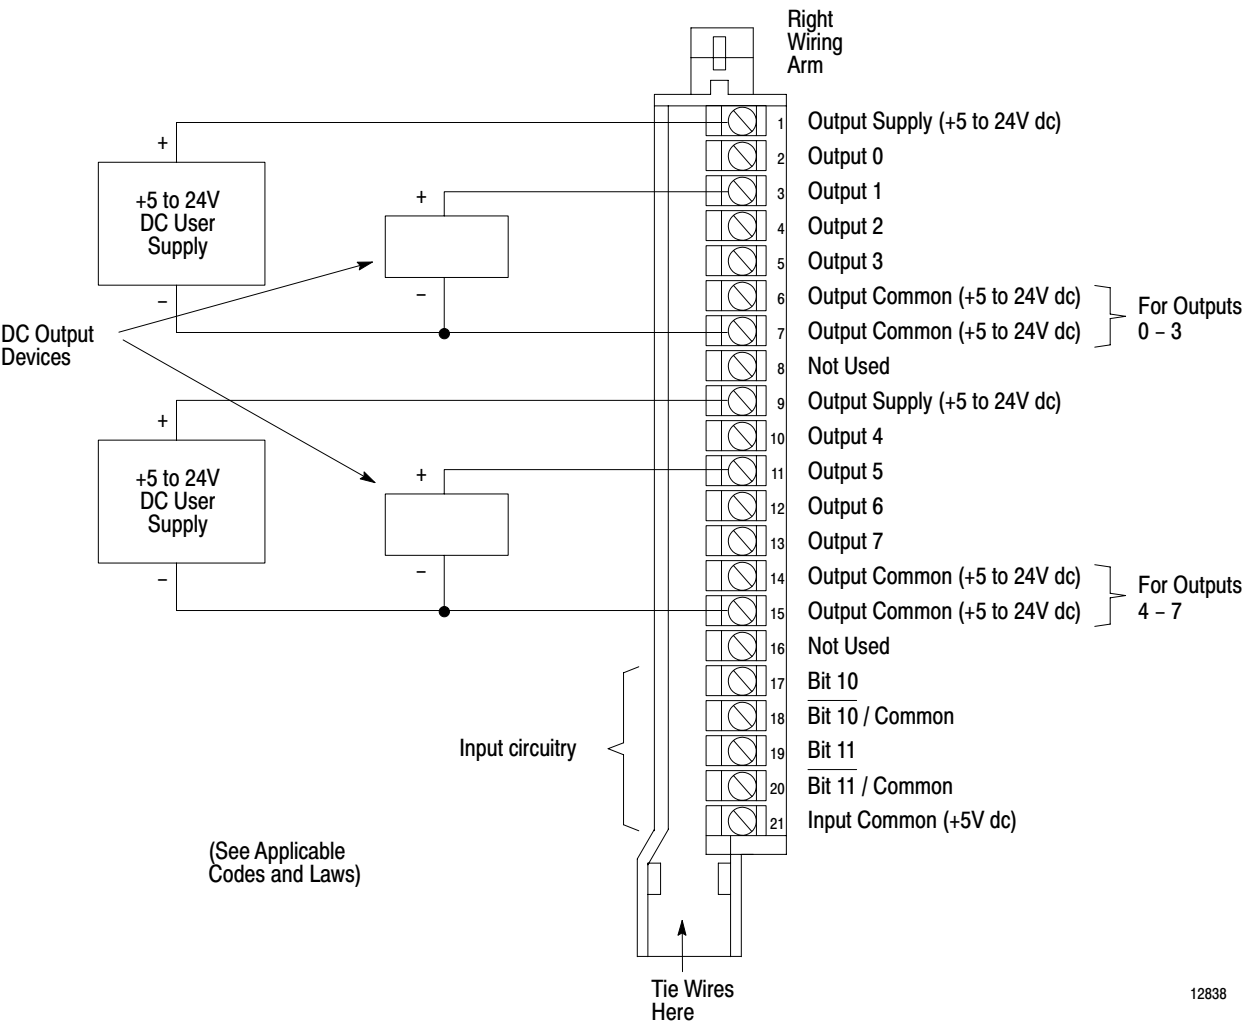 Right
Wiring
Arm
1 Output Supply (+5 to 24V dc)
2 Output 0
3 Output 1
4 Output 2
5 Output 3
6 Output Common (+5 to 24V dc)
7 Output Common (+5 to 24V dc)
For Outputs
0 – 3
8 Not Used
9 Output Supply (+5 to 24V dc)
10 Output 4
11 Output 5
12 Output 6
13 Output 7
14 Output Common (+5 to 24V dc)
15 Output Common (+5 to 24V dc)
For Outputs
4 – 7
16 Not Used
17 Bit 10
18 B̅i̅t̅ ̅1̅0̅ / Common
19 Bit 11
20 B̅i̅t̅ ̅1̅1̅ / Common
21 Input Common (+5V dc)
+
+5 to 24V
DC User
Supply
–
+
–
DC Output
Devices
+
+5 to 24V
DC User
Supply
–
+
–
Input circuitry
(See Applicable
Codes and Laws)
Tie Wires
Here
12838